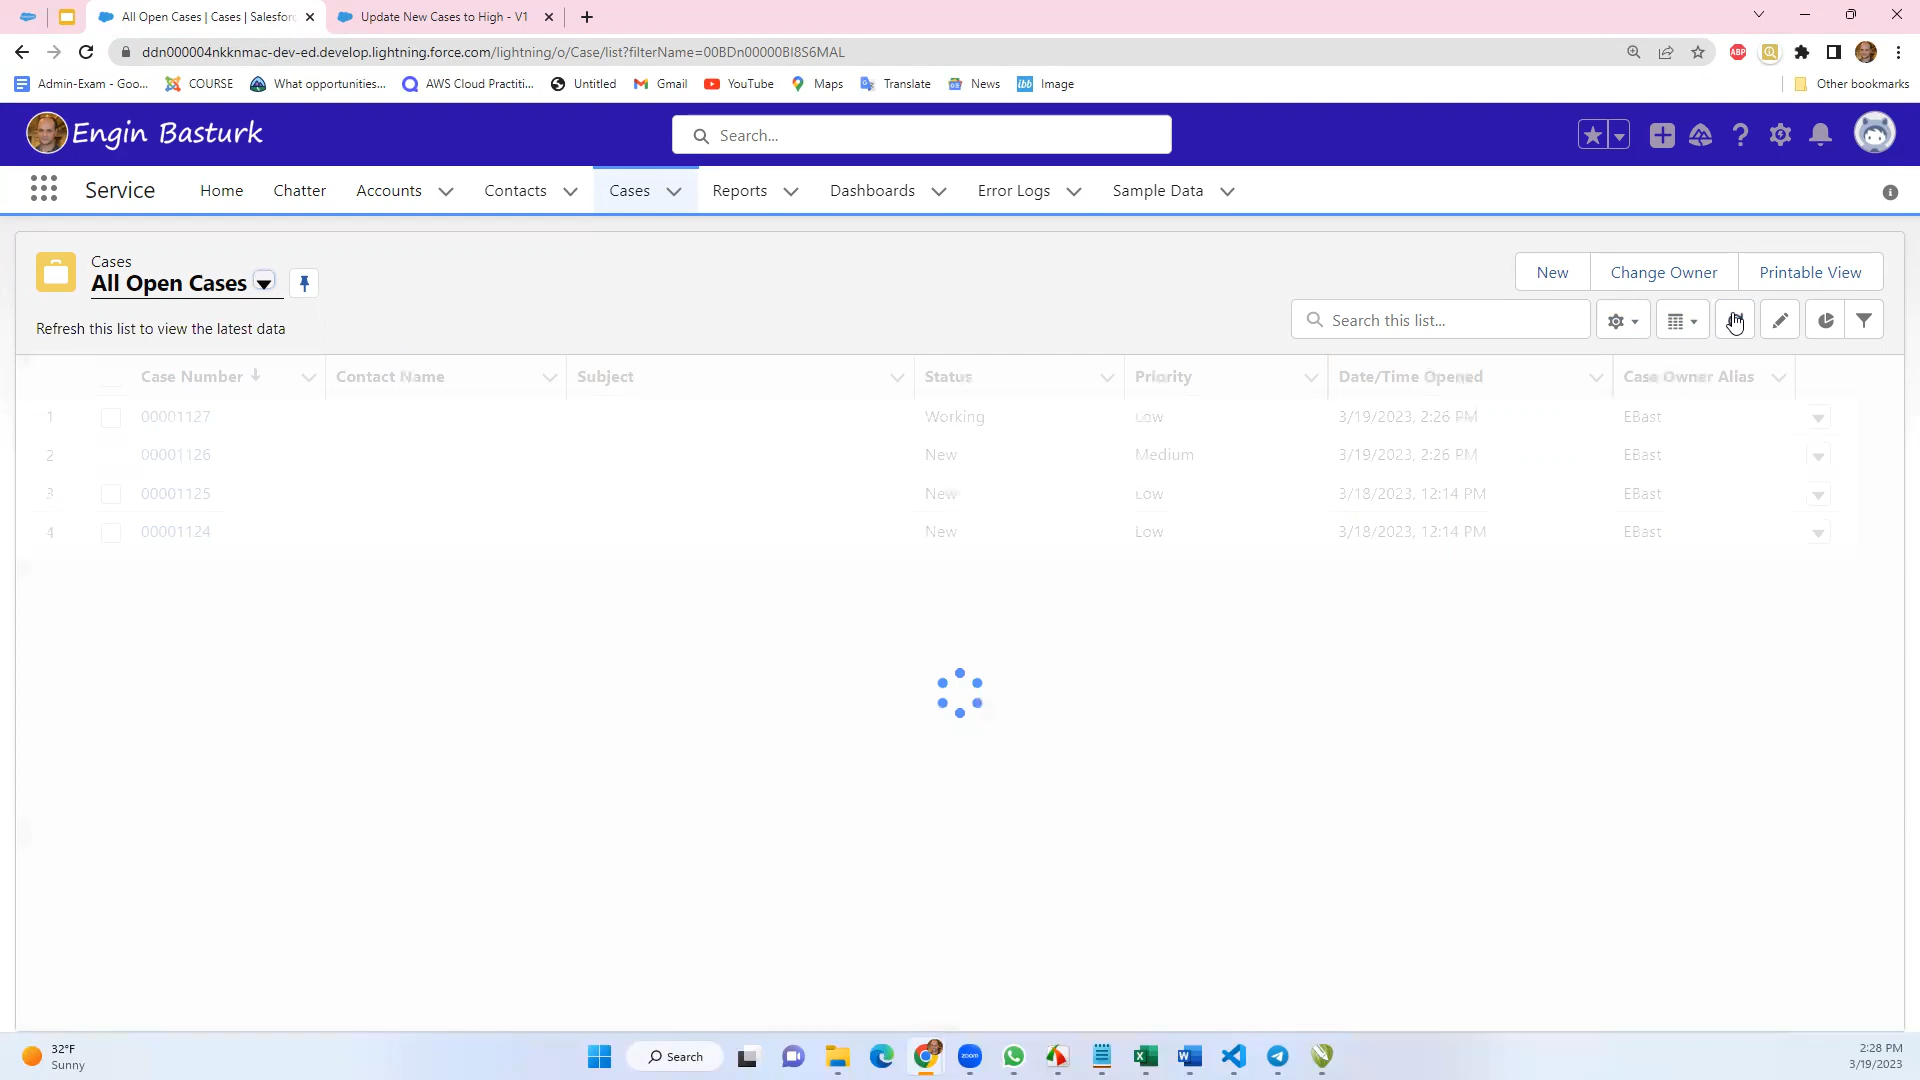 All Open Cases | Cases | Salesfor
Update New Cases to High - V1
ddn000004nkknmac-dev-ed.develop.lightning.force.com/lightning/o/Case/list?filterName=00BDn00000BI8S6MAL
ABP
Admin-Exam - Goo...
COURSE
What opportunities...
AWS Cloud Practiti...
Untitled
Gmail
YouTube
Maps
Translate
News
ibb
Image
Other bookmarks
Engin Basturk
Search...
Service
Home
Chatter
Accounts
Contacts
Cases
Reports
Dashboards
Error Logs
Sample Data
Cases
All Open Cases
New
Change Owner
Printable View
Refresh this list to view the latest data
Search this list...
Case Number
Contact Name
Subject
Status
Priority
Date/Time Opened
Case Owner Alias
1 00001127 Working Low 3/19/2023, 2:26 PM EBast
2 00001126 New Medium 3/19/2023, 2:26 PM EBast
3 00001125 New Low 3/18/2023, 12:14 PM EBast
4 00001124 New Low 3/18/2023, 12:14 PM EBast
32°F
Sunny
Search
zoom
2:28 PM
3/19/2023